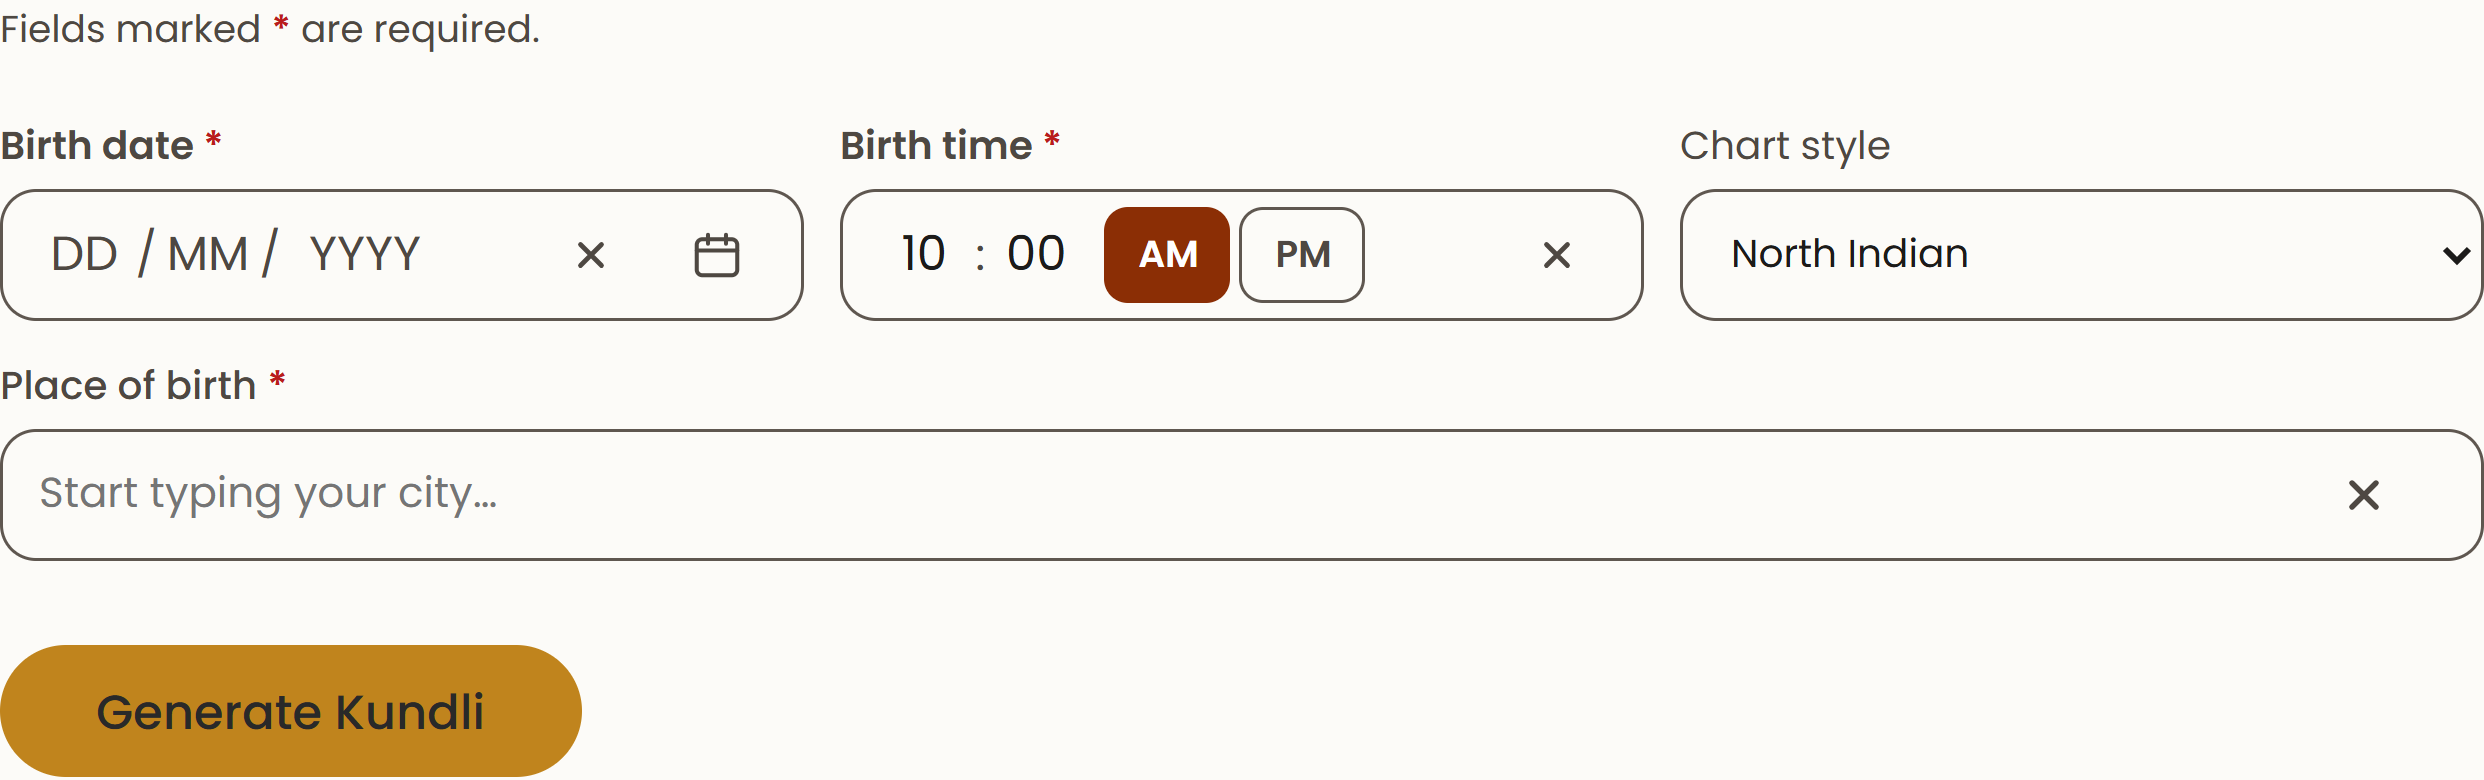 Fields marked * are required.
Birth date * Birth time * Chart style
DD / MM / YYYY 10 : 00 AM PM North Indian
Place of birth *
Start typing your city...
Generate Kundli